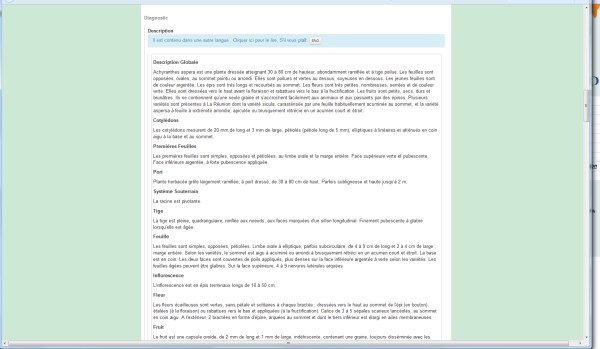 Diagnostic
Description
Il est contenu dans une autre langue . Cliquer ici pour le lire. S'il vous plaît
Description Globale
Achyranthes aspera est une plante dressée atteignant 30 à 80 cm de hauteur, abondamment ramifiée et à tige poilue. Les feuilles sont
opposées, ovales, au sommet pointu ou arrondi. Elles sont poilues et vertes au dessus, soyeuses en dessous. Les jeunes feuilles sont
de couleur argentée. Les épis sont très longs et recourbés au sommet. Les fleurs sont très petites, nombreuses, serrées et de couleur
verte. Elles sont dressées vers le haut avant la floraison et rabattues vers le bas à la fructification. Les fruits sont petits, secs, durs et
brunâtres. Ils ne contiennent qu'une seule graine et s'accrochent facilement aux animaux et aux passants par des épines. Plusieurs
variétés sont présentes à La Réunion dont la variété sicula, caractérisée par une feuille habituellement acuminée au sommet, et la variété
aspera à feuille à extrémité arrondie, apiculée ou brusquement rétrécie en un acumen court et étroit.
Cotylédons
Les cotylédons mesurent de 20 mm de long et 3 mm de large, pétiolés (pétiole long de 5 mm), elliptiques à linéaires et atténués en coin
aigu à la base et au sommet.
Premières Feuilles
Les premières feuilles sont simples, opposées et pétiolées, au limbe ovale et la marge entière. Face supérieure verte et pubescente.
Face inférieure argentée, à forte pubescence appliquée.
Port
Plante herbacée grêle largement ramifiée, à port dressé, de 30 à 80 cm de haut. Parfois subligneuse et haute jusqu'à 2 m.
Système Souterrain
La racine est pivotante.
Tige
La tige est pleine, quadrangulaire, renflée aux noeuds, aux faces marquées d'un sillon longitudinal. Finement pubescente à glabre
lorsqu'elle est âgée.
Feuille
Les feuilles sont simples, opposées, pétiolées. Limbe ovale à elliptique, parfois subcirculaire, de 4 à 8 cm de long et 2 à 4 cm de large ,
marge entière. Selon les variétés, le sommet est aigu à acuminé ou arrondi à brusquement rétréci en un acumen court et étroit. La base
est en coin. Les deux faces sont couvertes de poils appliqués, plus denses sur la face inférieure argentée à verte selon les variétés. Les
feuilles âgées peuvent être glabres. Sur la face supérieure, 4 à 9 nervures latérales arquées.
Inflorescence
L'inflorescence est en épis terminaux longs de 10 à 50 cm.
Fleur
Les fleurs écailleuses sont vertes, sans pétale et solitaires à chaque bractée , dressées vers le haut au sommet de l'épi (en bouton),
étalées (à la floraison) ou rabattues vers le bas et appliquées (à la fructification). Calice de 3 à 5 sépales scarieux lancéolés, au sommet
en coin aigu. A l'extérieur, 2 bractées en forme d'épine, arquées au sommet et dont le tiers inférieur est élargi en ailes membraneuses.
Fruit
Le fruit est une capsule ovoïde, de 2 mm de long et 1 mm de large, indéhiscente, contenant une graine, toujours disséminée avec les